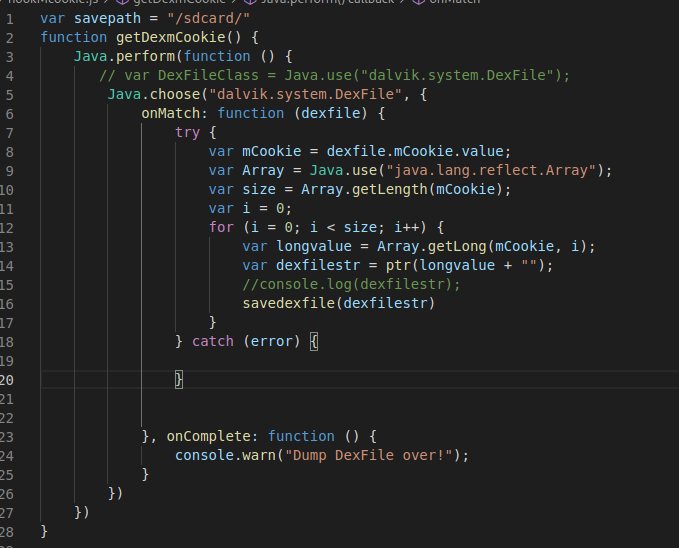 hookMcookie.js > getDexmCookie > Java.perform() callback > onMatch
1 var savepath = "/sdcard/"
2 function getDexmCookie() {
3 Java.perform(function () {
4 // var DexFileClass = Java.use("dalvik.system.DexFile");
5 Java.choose("dalvik.system.DexFile", {
6 onMatch: function (dexfile) {
7 try {
8 var mCookie = dexfile.mCookie.value;
9 var Array = Java.use("java.lang.reflect.Array");
10 var size = Array.getLength(mCookie);
11 var i = 0;
12 for (i = 0; i < size; i++) {
13 var longvalue = Array.getLong(mCookie, i);
14 var dexfilestr = ptr(longvalue + "");
15 //console.log(dexfilestr);
16 savedexfile(dexfilestr)
17 }
18 } catch (error) {
19
20 }
21
22
23 }, onComplete: function () {
24 console.warn("Dump DexFile over!");
25 }
26 })
27 })
28 }